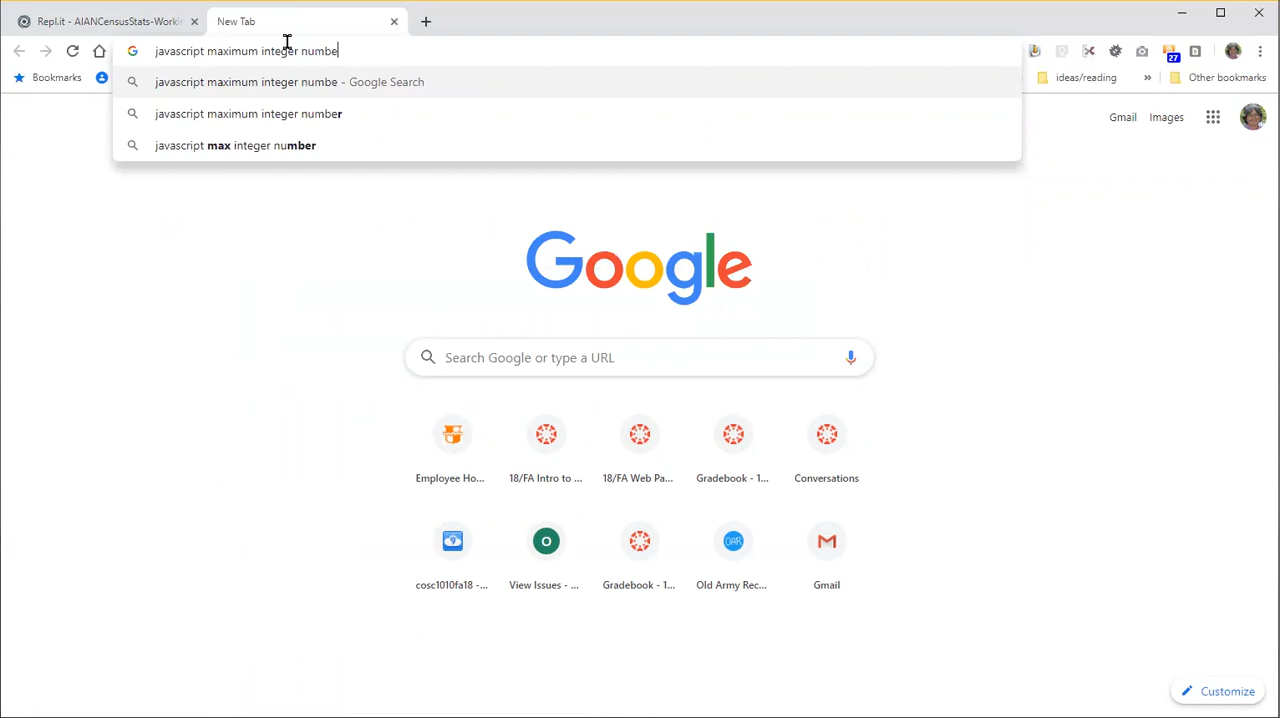 Repl.it - AIANCensusStats-Workin
New Tab
javascript maximum integer numbe
27
Bookmarks
ideas/reading
»
Other bookmarks
javascript maximum integer numbe - Google Search
javascript maximum integer number
javascript max integer number
Gmail
Images
Google
Search Google or type a URL
Employee Ho...
18/FA Intro to ...
18/FA Web Pa...
Gradebook - 1...
Conversations
O
OAR
cosc1010fa18 -...
View Issues - ...
Gradebook - 1...
Old Army Rec...
Gmail
Customize